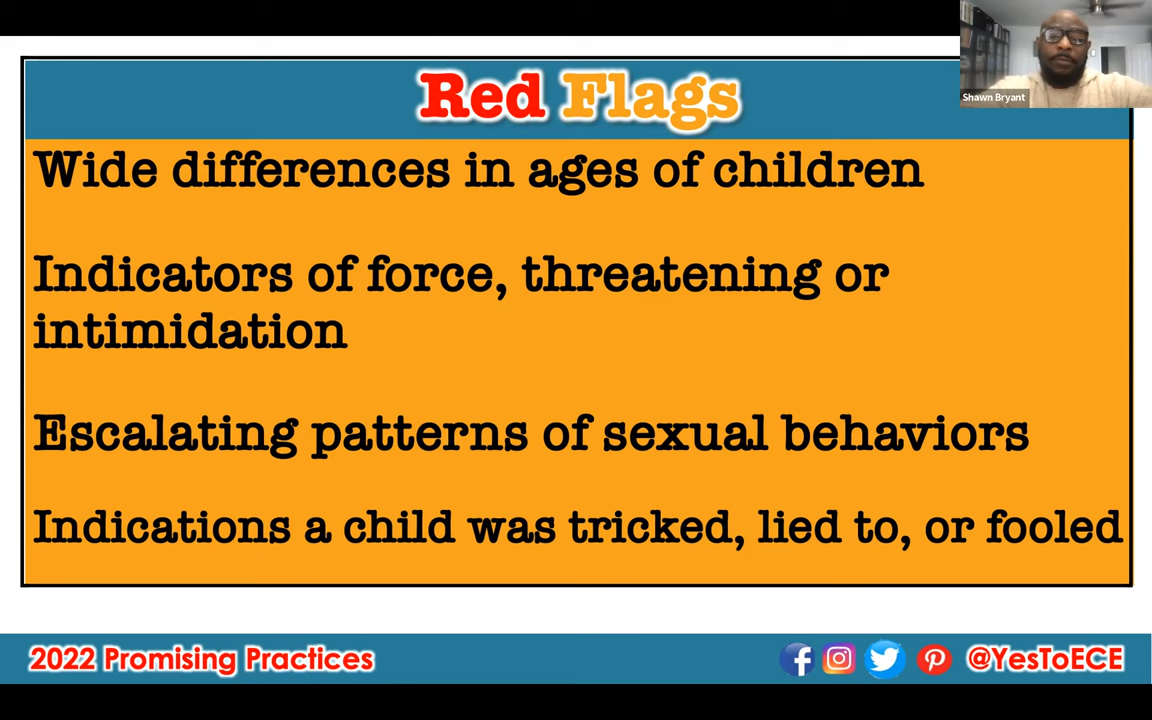 Shawn Bryant
Red Flags
Wide differences in ages of children
Indicators of force, threatening or
intimidation
Escalating patterns of sexual behaviors
Indications a child was tricked, lied to, or fooled
2022 Promising Practices
@YesToECE